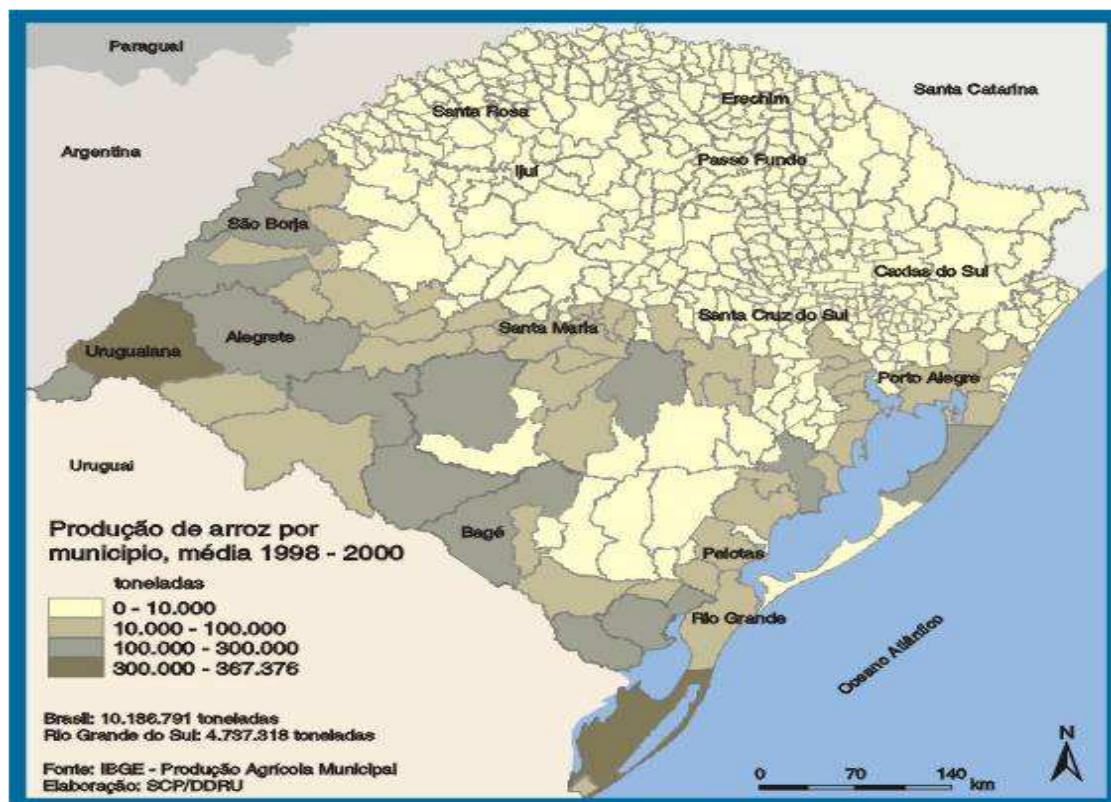 Paraguai
Santa Catarina
Argentina
Santa Rosa
Erechim
Ijuí
Passo Fundo
São Borja
Caxias do Sul
Santa Cruz do Sul
Santa Maria
Alegrete
Uruguaiana
Porto Alegre
Uruguai
Bagé
Pelotas
Rio Grande
Oceano Atlântico
Produção de arroz por
município, média 1998 - 2000
toneladas
0 - 10.000
10.000 - 100.000
100.000 - 300.000
300.000 - 367.376
Brasil: 10.186.791 toneladas
Rio Grande do Sul: 4.737.318 toneladas
Fonte: IBGE - Produção Agrícola Municipal
Elaboração: SCP/DDRU
N
0 70 140
km